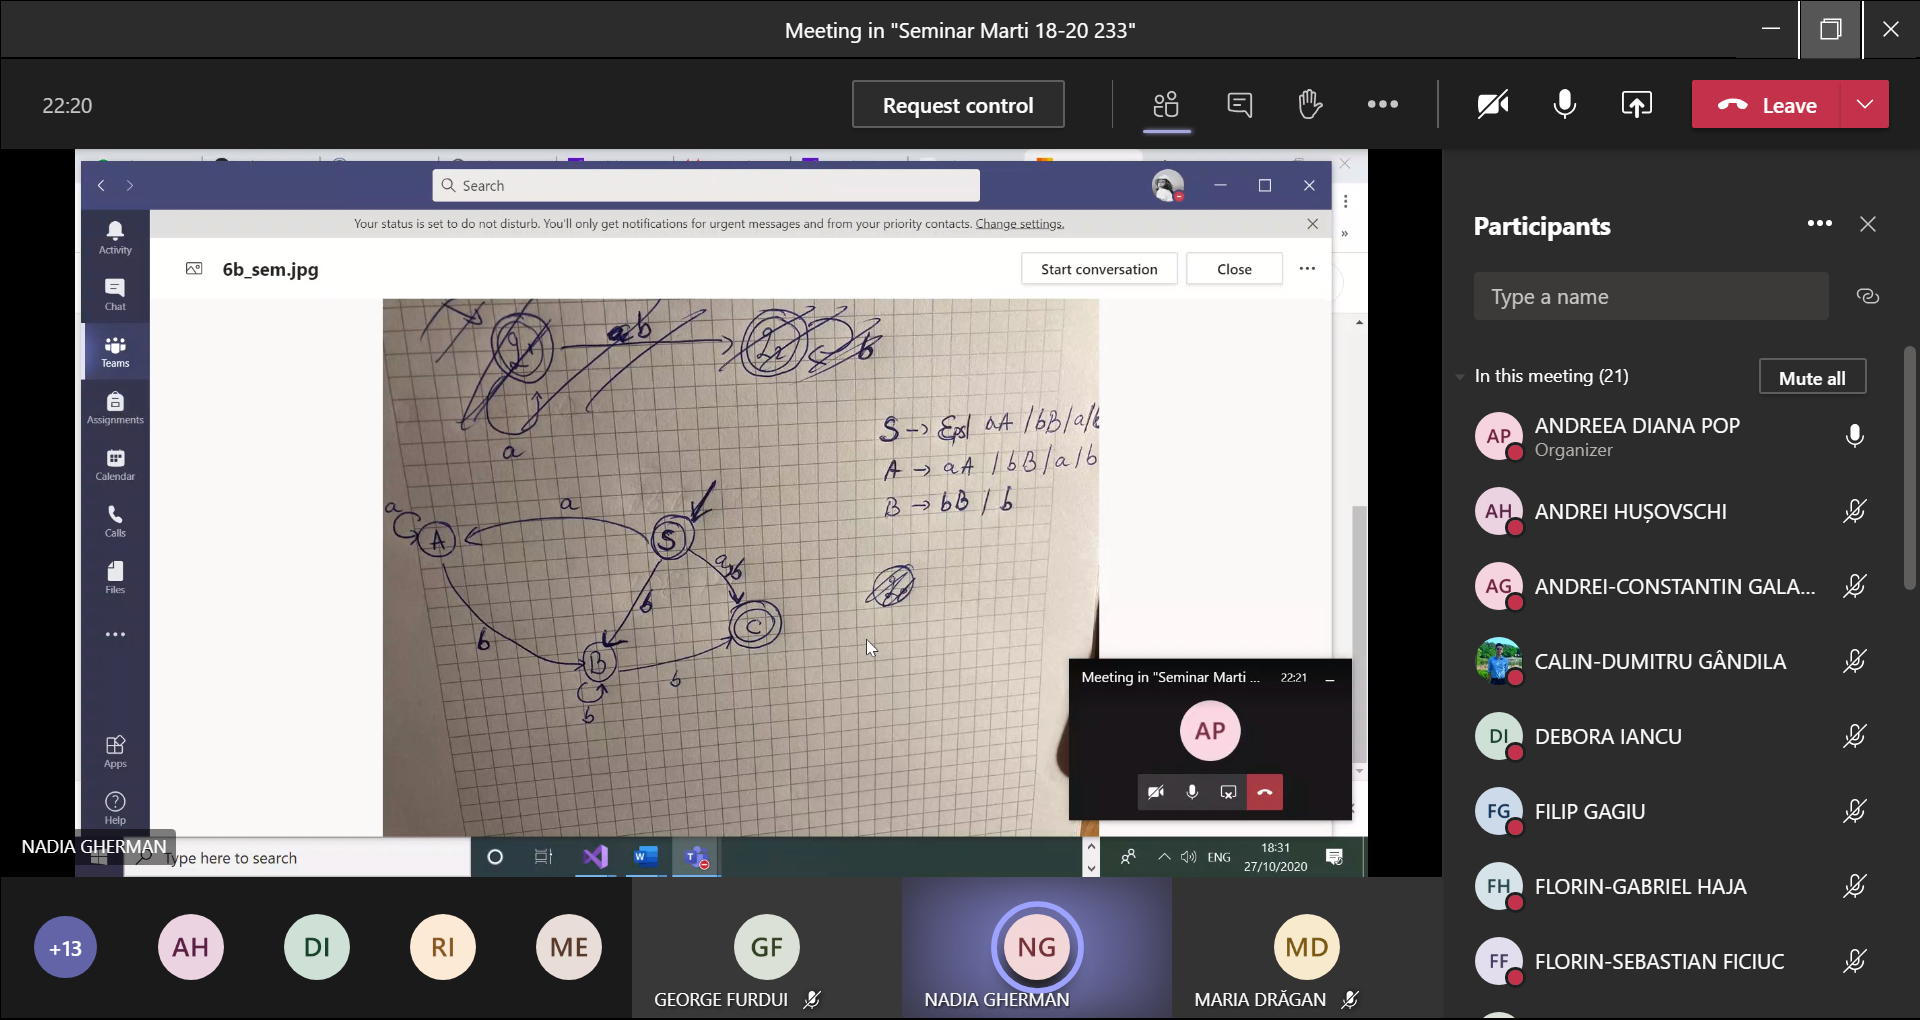 Meeting in "Seminar Marti 18-20 233"
22:20
Request control
Leave
Search
Your status is set to do not disturb. You'll only get notifications for urgent messages and from your priority contacts. Change settings.
Activity
Chat
Teams
Assignments
Calendar
Calls
Files
Apps
Help
6b_sem.jpg
Start conversation
Close
b
a
S → Eps| aA | bB | a |
A → aA | bB | a | b
B → bB | b
a
a
A
S
a,b
b
C
b
B
b
b
Meeting in "Seminar Marti ...
22:21
AP
NADIA GHERMAN
Type here to search
ENG
18:31
27/10/2020
Participants
Type a name
In this meeting (21)
Mute all
AP
ANDREEA DIANA POP
Organizer
AH
ANDREI HUȘOVSCHI
AG
ANDREI-CONSTANTIN GALA...
CALIN-DUMITRU GÂNDILA
DI
DEBORA IANCU
FG
FILIP GAGIU
FH
FLORIN-GABRIEL HAJA
FF
FLORIN-SEBASTIAN FICIUC
+13
AH
DI
RI
ME
GF
GEORGE FURDUI
NG
NADIA GHERMAN
MD
MARIA DRĂGAN